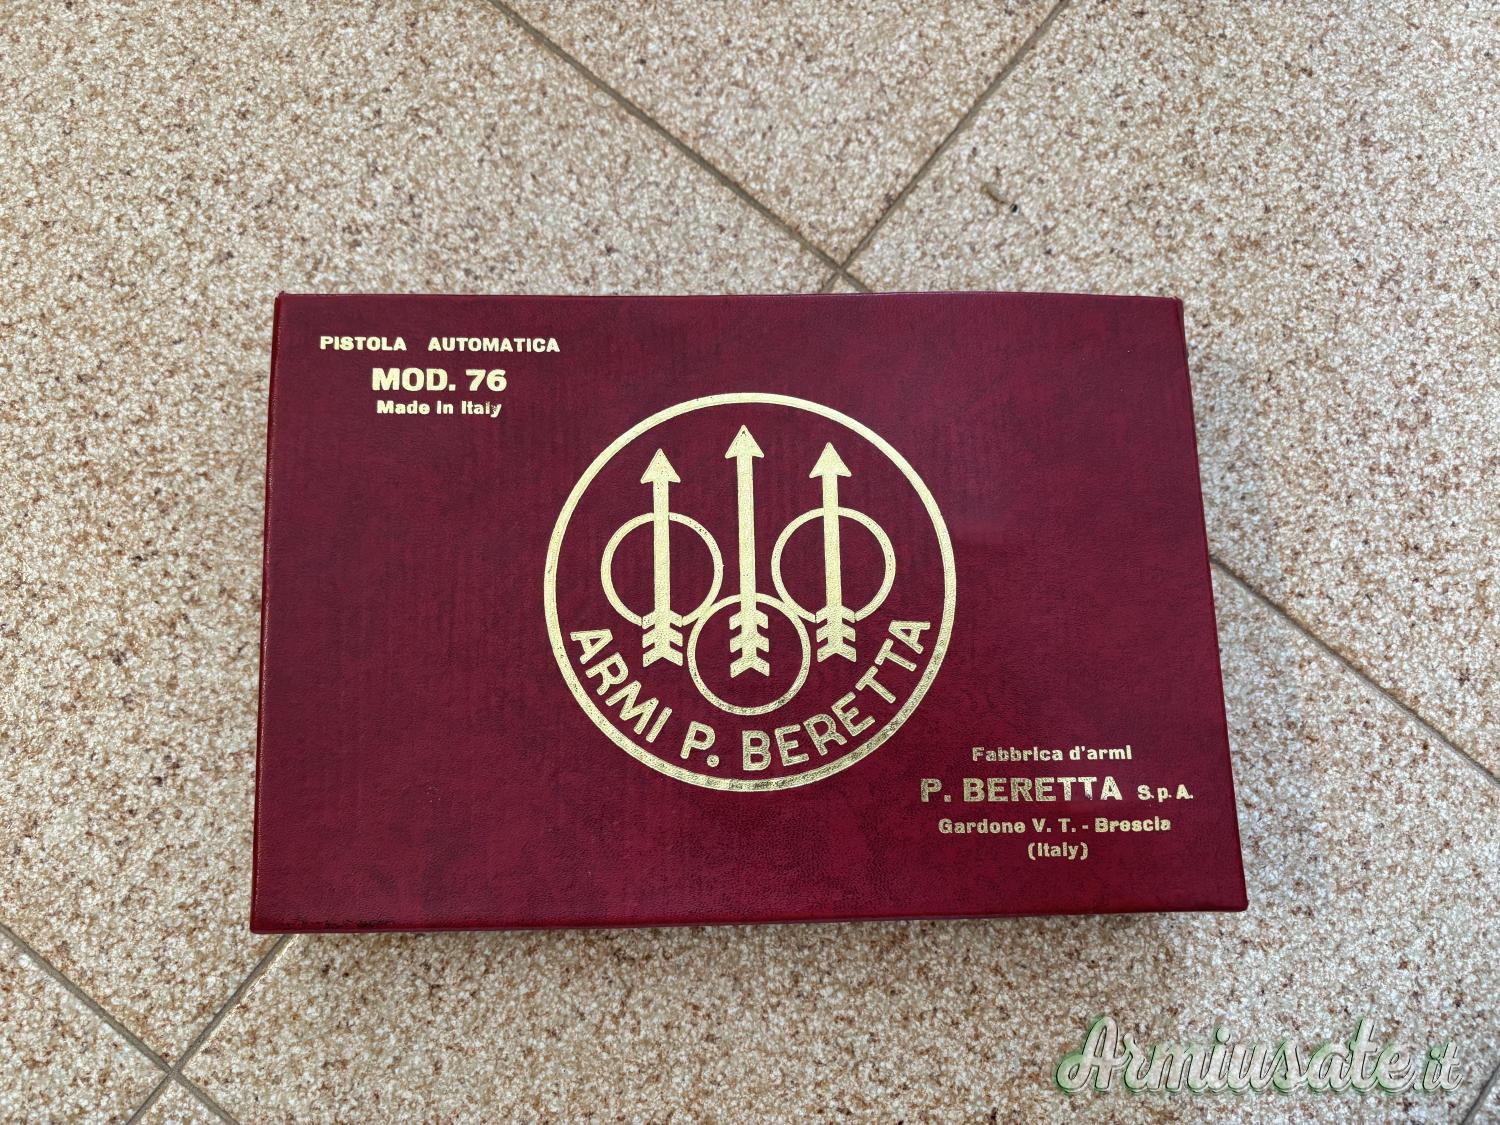 PISTOLA AUTOMATICA
MOD. 76
Made in Italy
ARMI P. BERETTA
Fabbrica d'armi
P. BERETTA S.p.A.
Gardone V. T. - Brescia
(Italy)
Armiusate.it